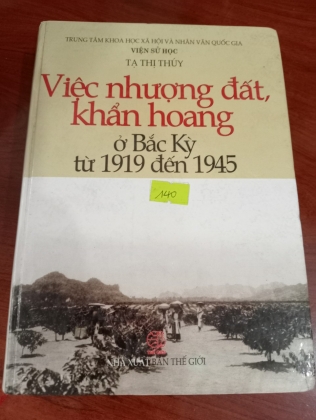 TRUNG TÂM KHOA HỌC XÃ HỘI VÀ NHÂN VĂN QUỐC GIA
VIỆN SỬ HỌC
TẠ THỊ THÚY
Việc nhượng đất,
khẩn hoang
ở Bắc Kỳ
từ 1919 đến 1945
140
NHÀ XUẤT BẢN THẾ GIỚI